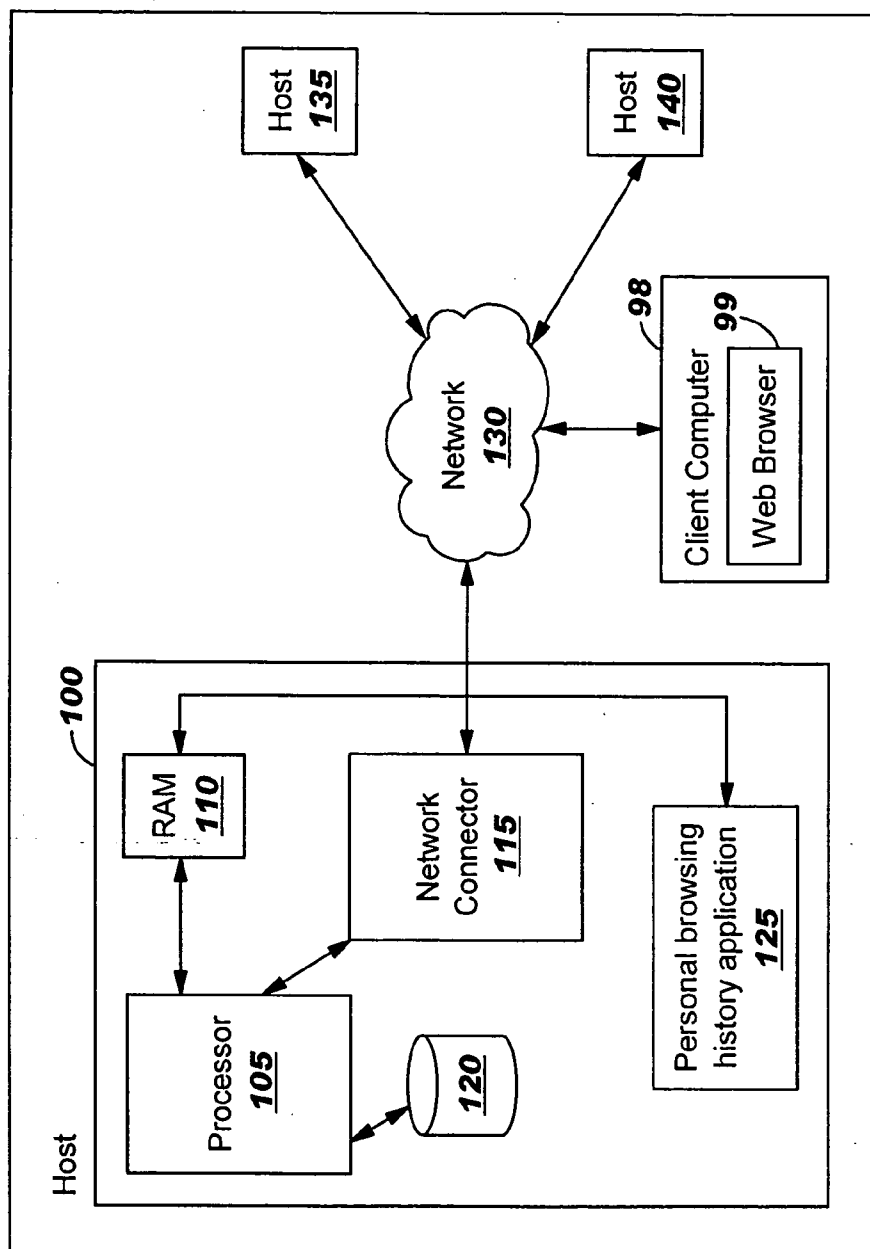 Host
100
Processor
105
RAM
110
120
Network
Connector
115
Personal browsing
history application
125
Network
130
Host
135
Host
140
98
Client Computer
99
Web Browser